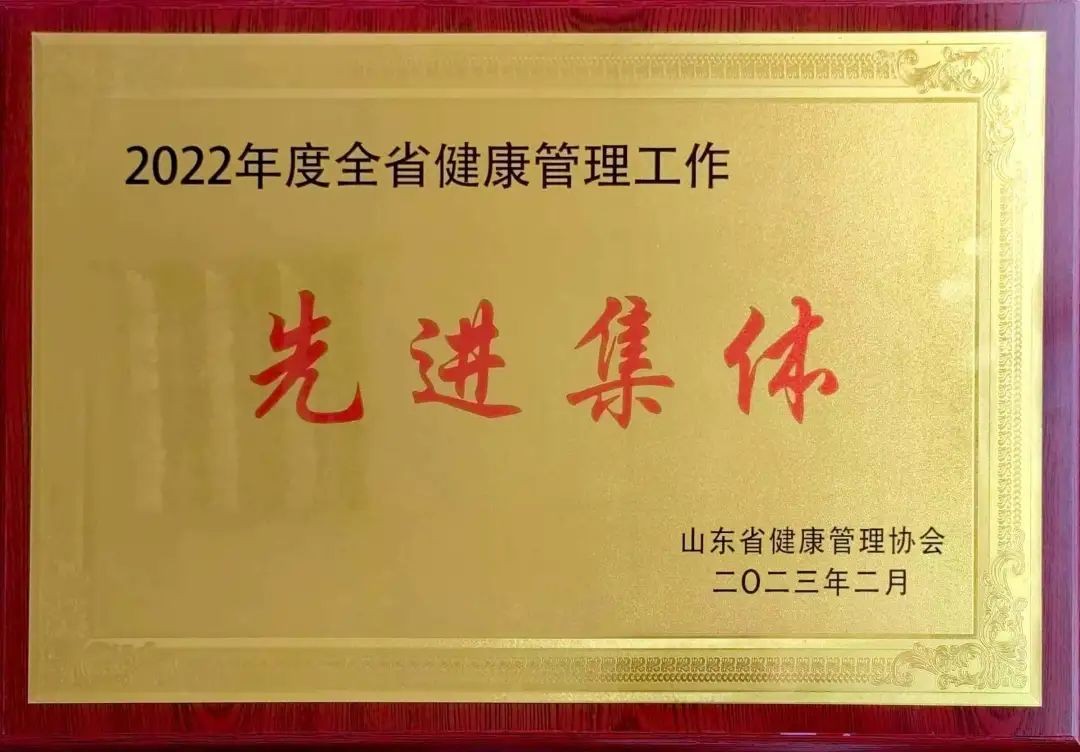 2022年度全省健康管理工作
先进集体
山东省健康管理协会
二〇二三年二月